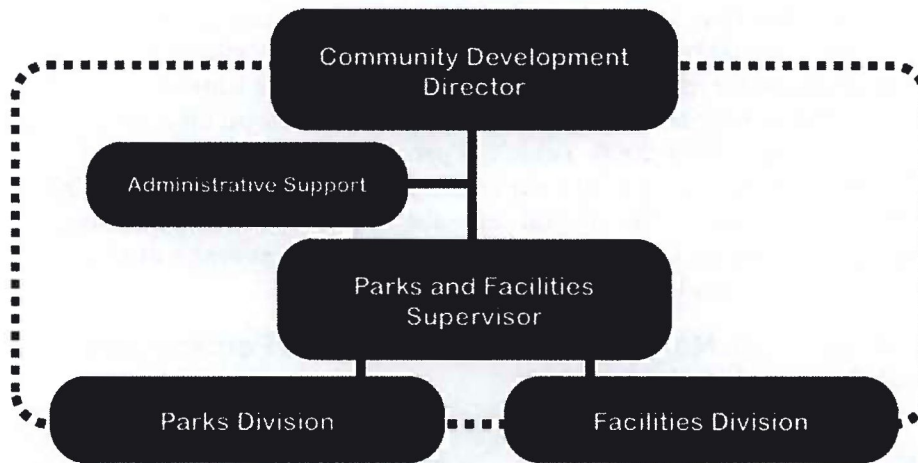 Community Development
Director
Administrative Support
Parks and Facilities
Supervisor
Parks Division
Facilities Division